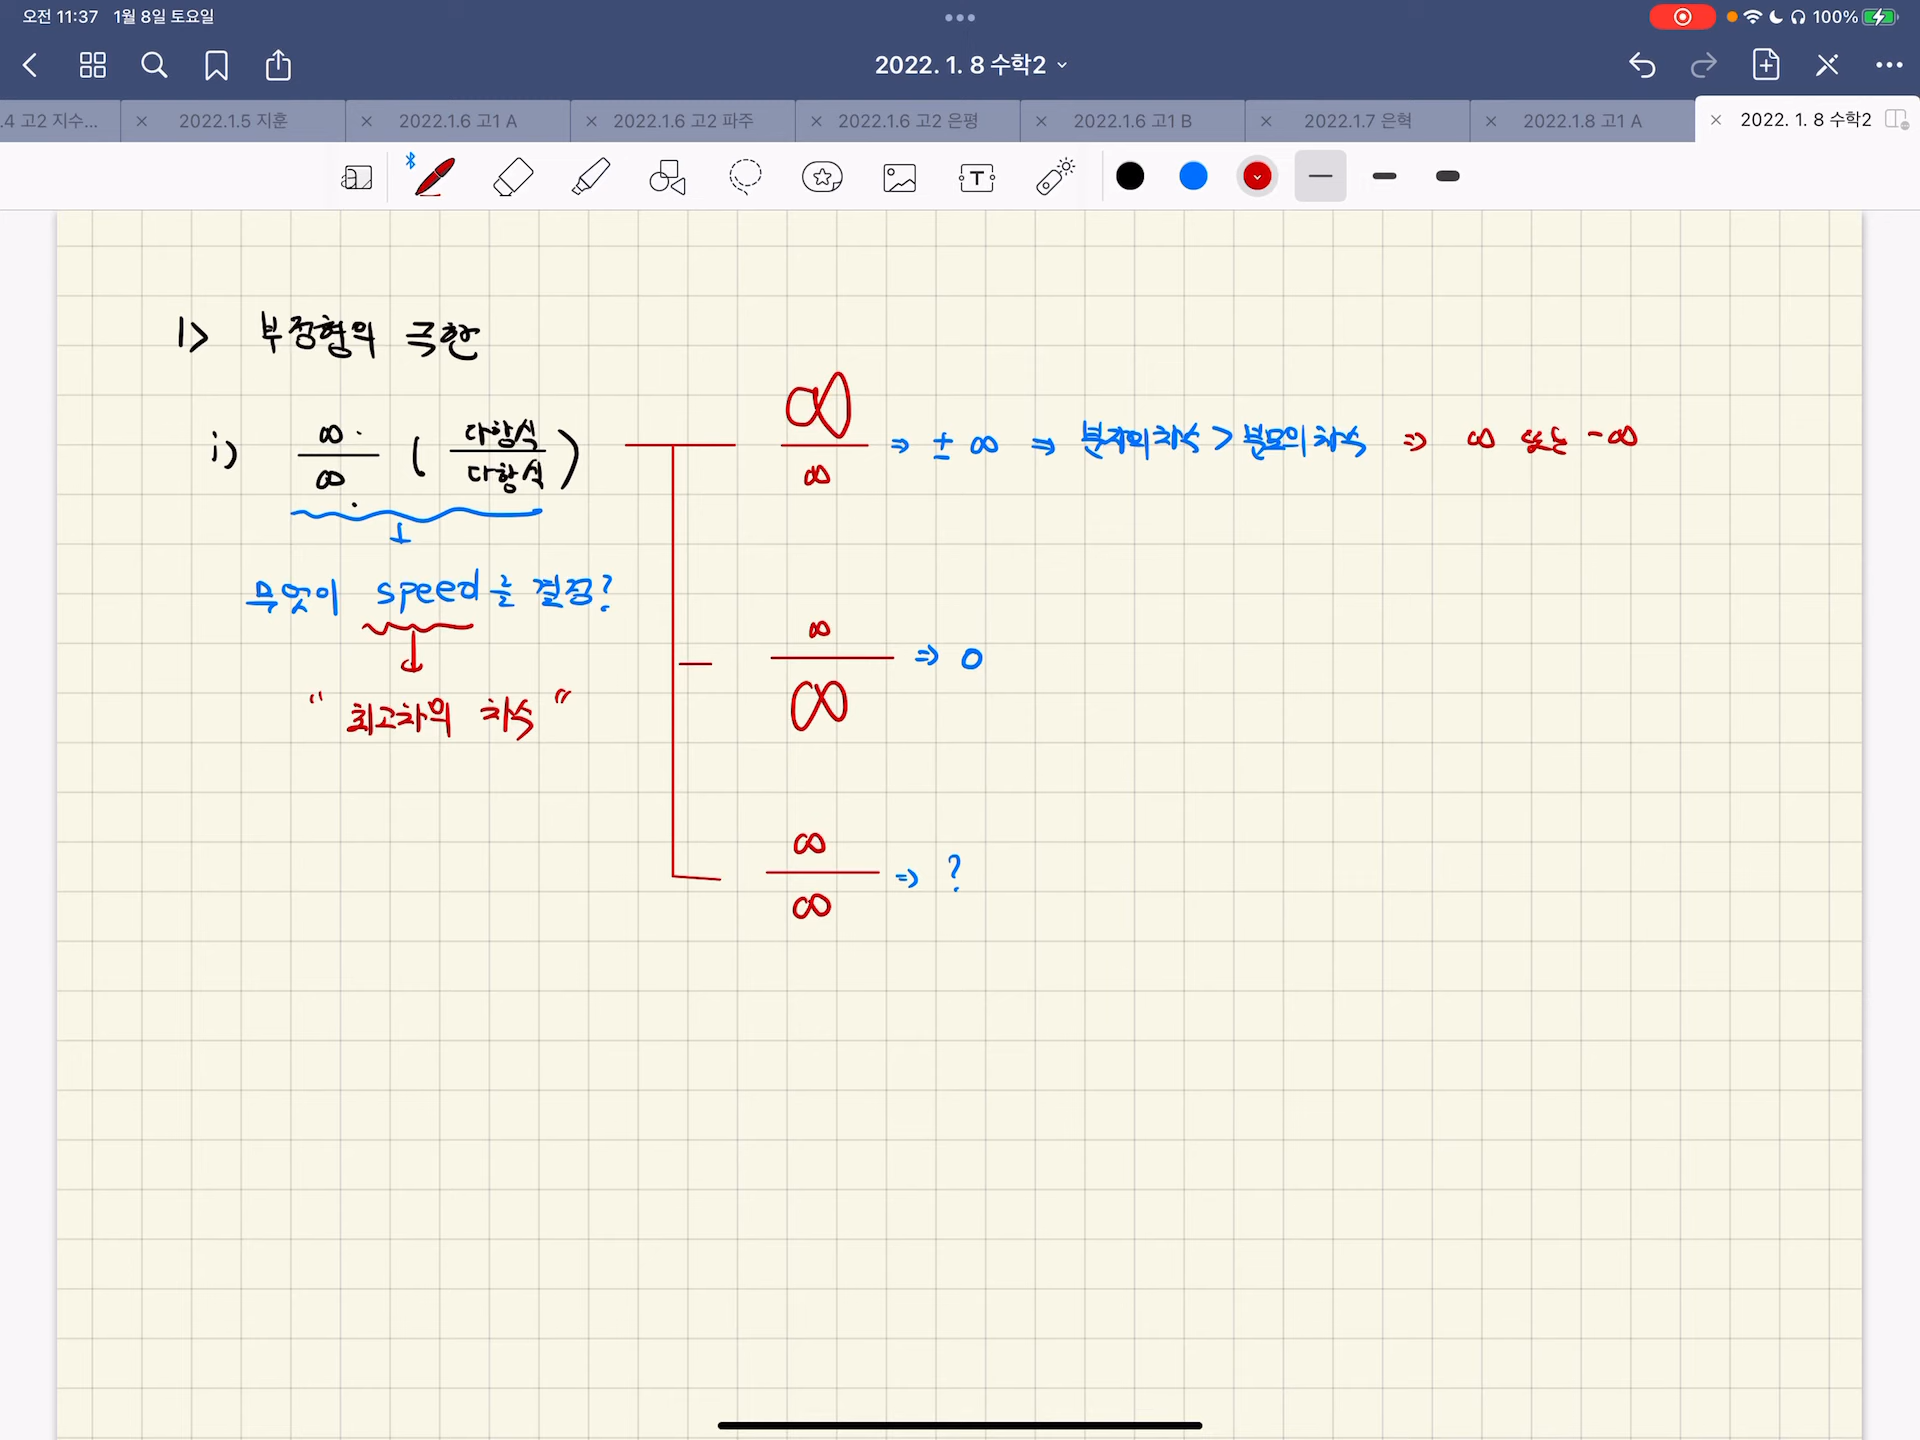 오전 11:37 1월 8일 토요일
100%
2022. 1. 8 수학2
.4 고2 지수... 2022.1.5 지훈 2022.1.6 고1 A 2022.1.6 고2 파주 2022.1.6 고2 은평 2022.1.6 고1 B 2022.1.7 은혁 2022.1.8 고1 A 2022. 1. 8 수학2
1> 부정형의 극한
i) ∞/∞ (다항식/다항식)
∞/∞ ⇒ ± ∞ ⇒ 분자의 차수 > 분모의 차수 ⇒ ∞ 또는 -∞
무엇이 speed를 결정?
"최고차의 차수"
∞/∞ ⇒ 0
∞/∞ ⇒ ?